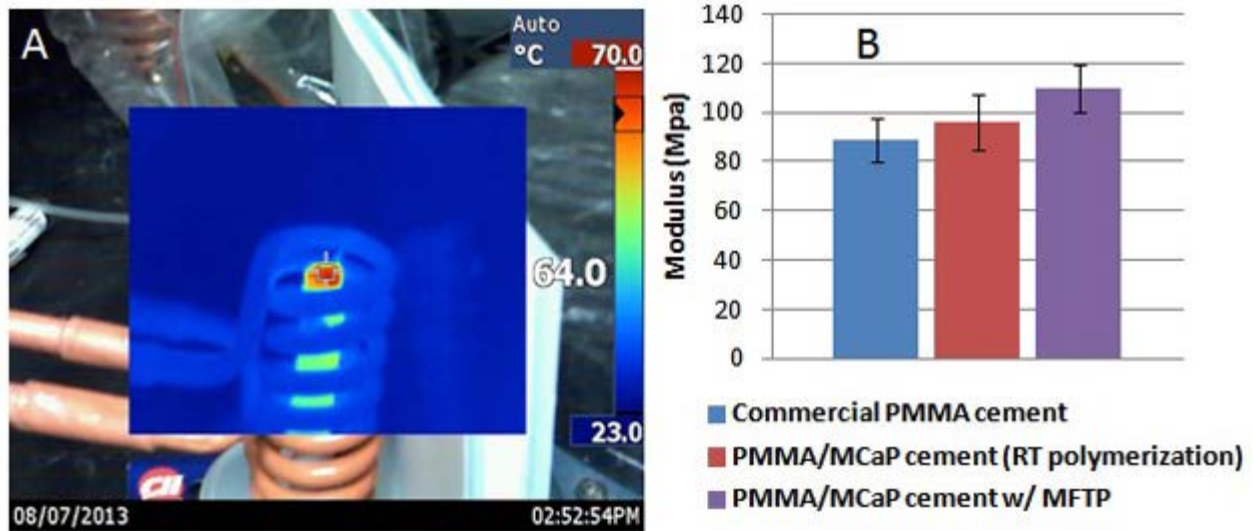 A
Auto
°C 70.0
64.0
23.0
08/07/2013 02:52:54PM
B
Modulus (Mpa)
140
120
100
80
60
40
20
0
Commercial PMMA cement
PMMA/MCaP cement (RT polymerization)
PMMA/MCaP cement w/ MFTP